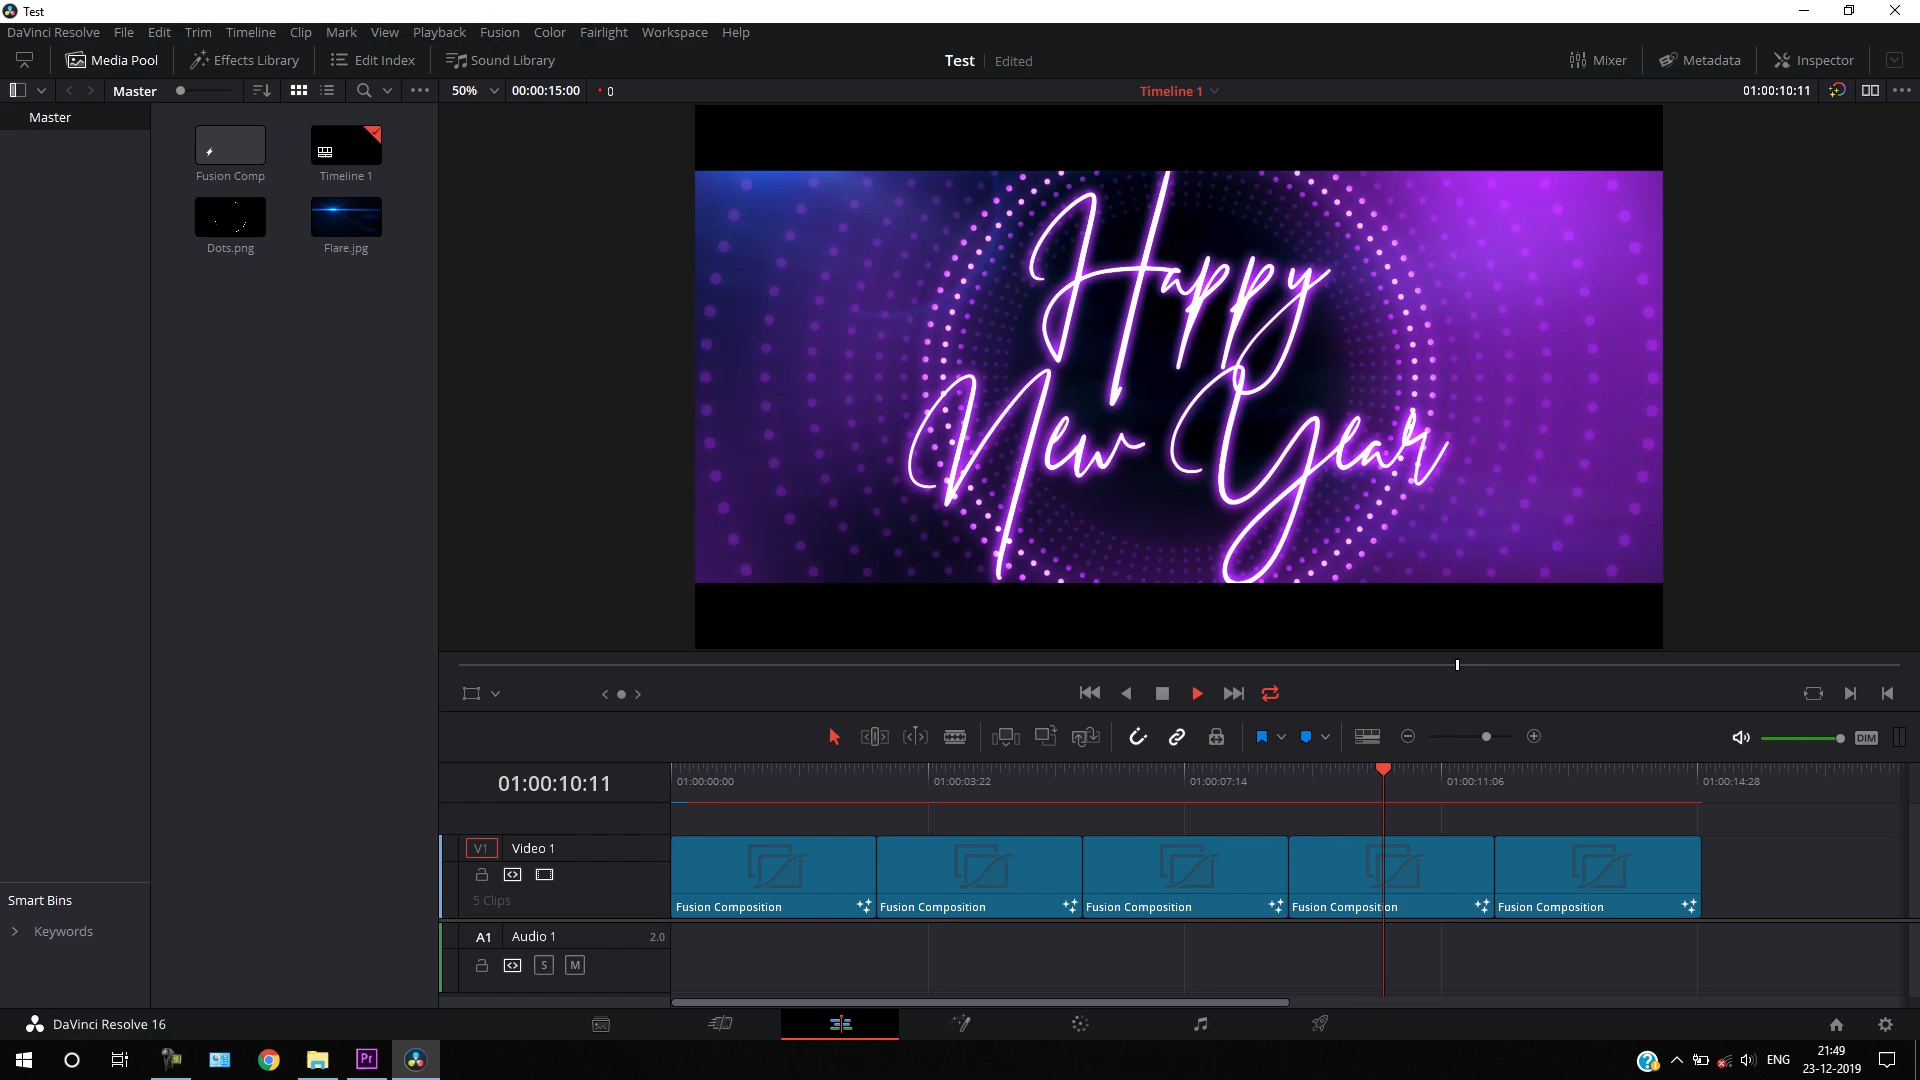 Test
DaVinci Resolve File Edit Trim Timeline Clip Mark View Playback Fusion Color Fairlight Workspace Help
Media Pool Effects Library Edit Index Sound Library Test Edited Mixer Metadata Inspector
Master 50% 00:00:15:00 0 Timeline 1 01:00:10:11
Master
Fusion Comp Timeline 1
Dots.png Flare.jpg
Happy
New Year
DIM
01:00:10:11 01:00:00:00 01:00:03:22 01:00:07:14 01:00:11:06 01:00:14:28
V1 Video 1
5 Clips
Fusion Composition Fusion Composition Fusion Composition Fusion Composition Fusion Composition
A1 Audio 1 2.0
S M
Smart Bins
Keywords
DaVinci Resolve 16
Pr ENG 21:49
23-12-2019